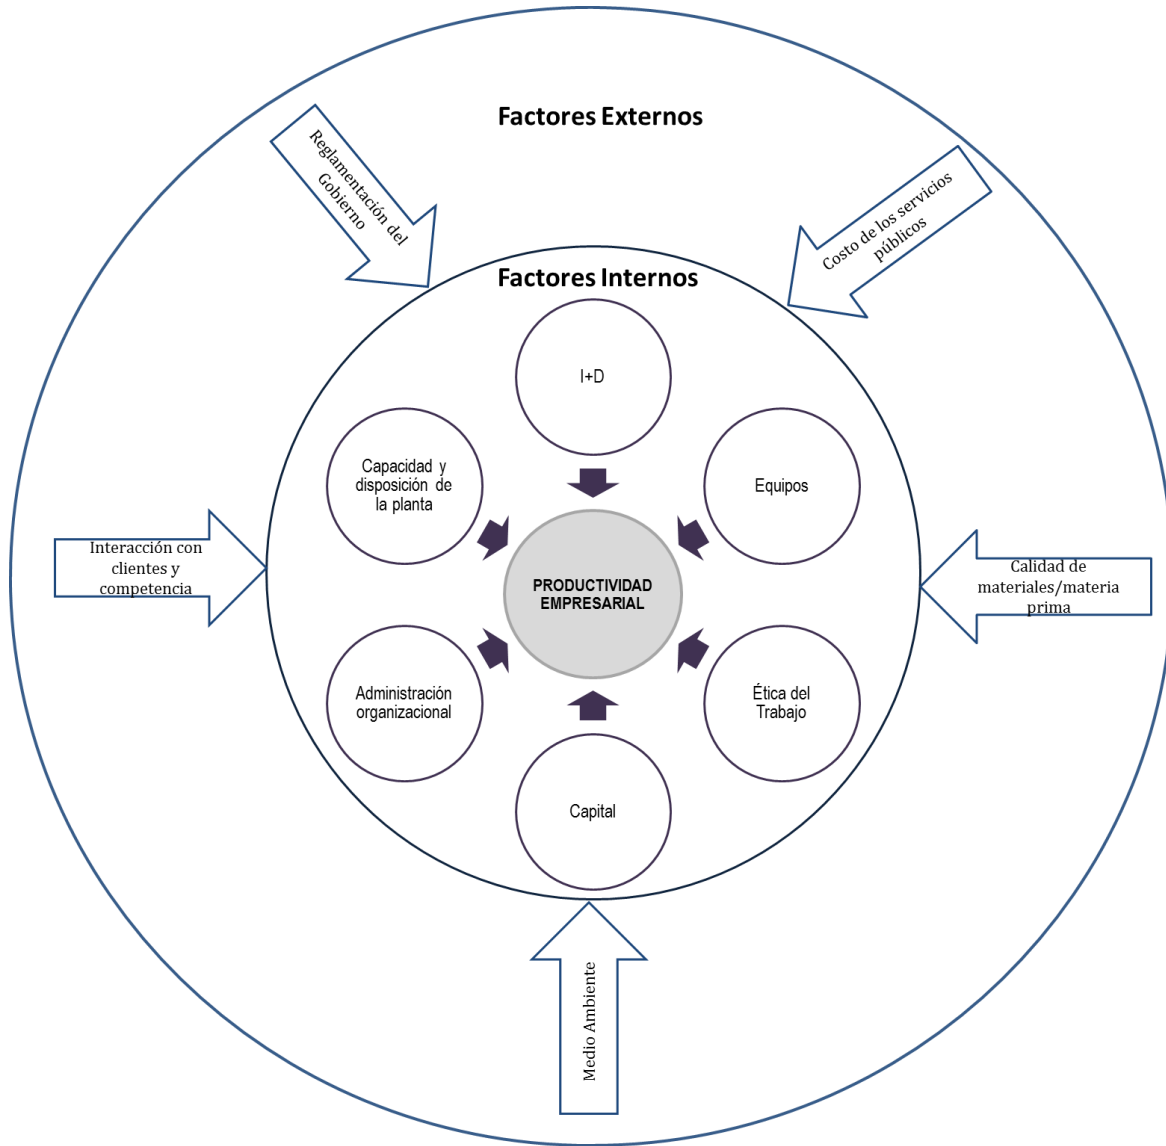 Factores Externos
Reglamentación del
Gobierno
Costo de los servicios
públicos
Factores Internos
I+D
Capacidad y
disposición de
la planta
Equipos
Interacción con
clientes y
competencia
PRODUCTIVIDAD
EMPRESARIAL
Calidad de
materiales/materia
prima
Administración
organizacional
Ética del
Trabajo
Capital
Medio Ambiente